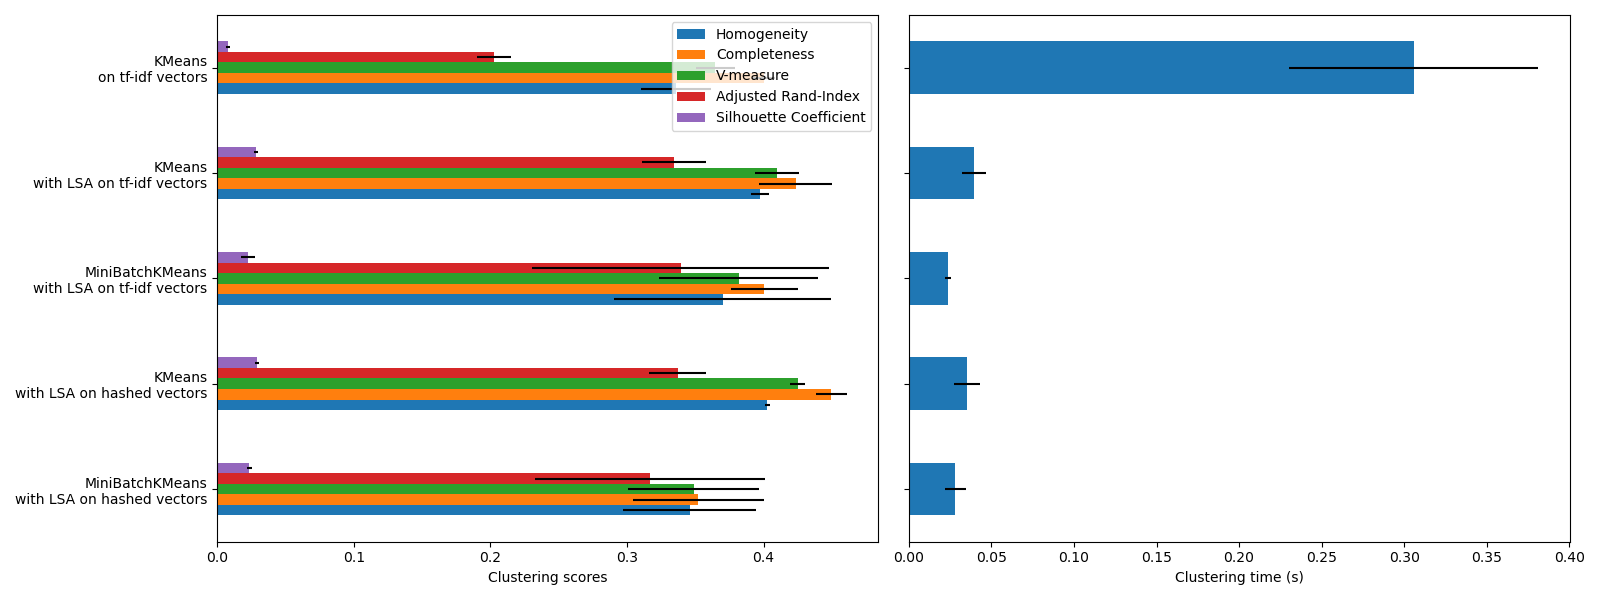 KMeans
on tf-idf vectors
KMeans
with LSA on tf-idf vectors
MiniBatchKMeans
with LSA on tf-idf vectors
KMeans
with LSA on hashed vectors
MiniBatchKMeans
with LSA on hashed vectors
Homogeneity
Completeness
V-measure
Adjusted Rand-Index
Silhouette Coefficient
0.0 0.1 0.2 0.3 0.4
Clustering scores
0.00 0.05 0.10 0.15 0.20 0.25 0.30 0.35 0.40
Clustering time (s)